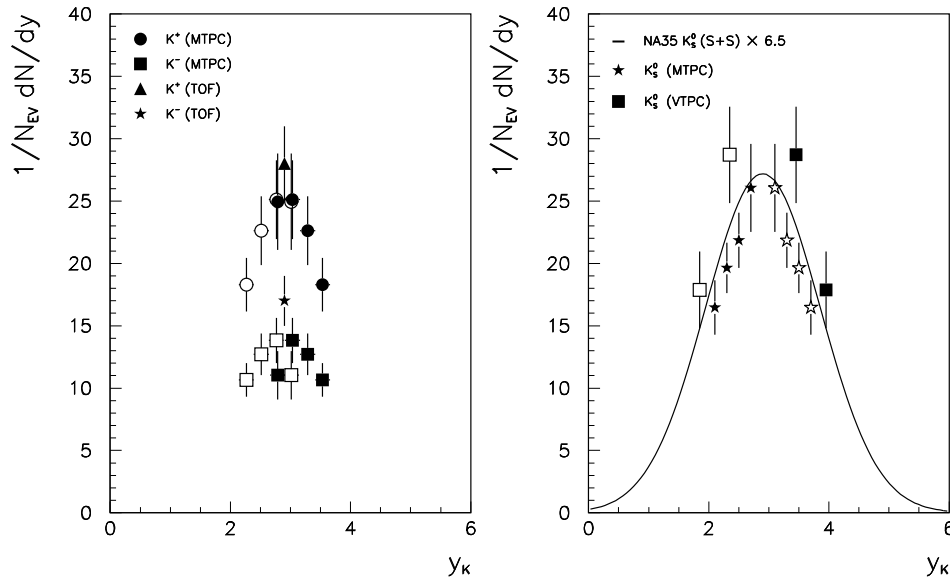 1/N_EV dN/dy
40
35
30
25
20
15
10
5
0
0
2
4
6
y_K
K⁺ (MTPC)
K⁻ (MTPC)
K⁺ (TOF)
K⁻ (TOF)
1/N_EV dN/dy
40
35
30
25
20
15
10
5
0
0
2
4
6
y_K
NA35 K⁰_S (S+S) × 6.5
K⁰_S (MTPC)
K⁰_S (VTPC)